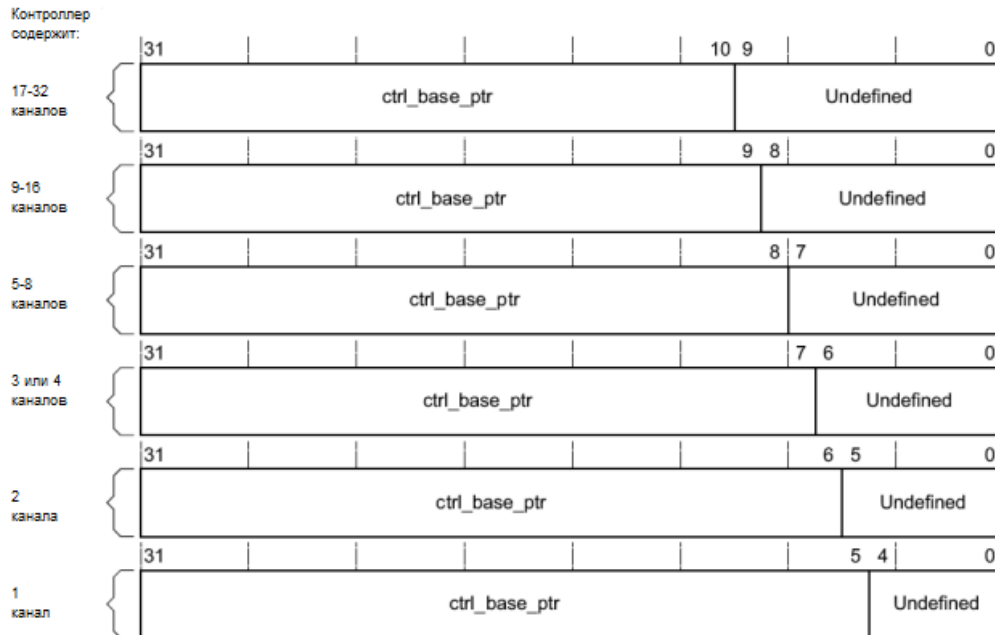 Контроллер
содержит:
31 10 9 0
17-32
каналов
ctrl_base_ptr Undefined
31 9 8 0
9-16
каналов
ctrl_base_ptr Undefined
31 8 7 0
5-8
каналов
ctrl_base_ptr Undefined
31 7 6 0
3 или 4
каналов
ctrl_base_ptr Undefined
31 6 5 0
2
канала
ctrl_base_ptr Undefined
31 5 4 0
1
канал
ctrl_base_ptr Undefined